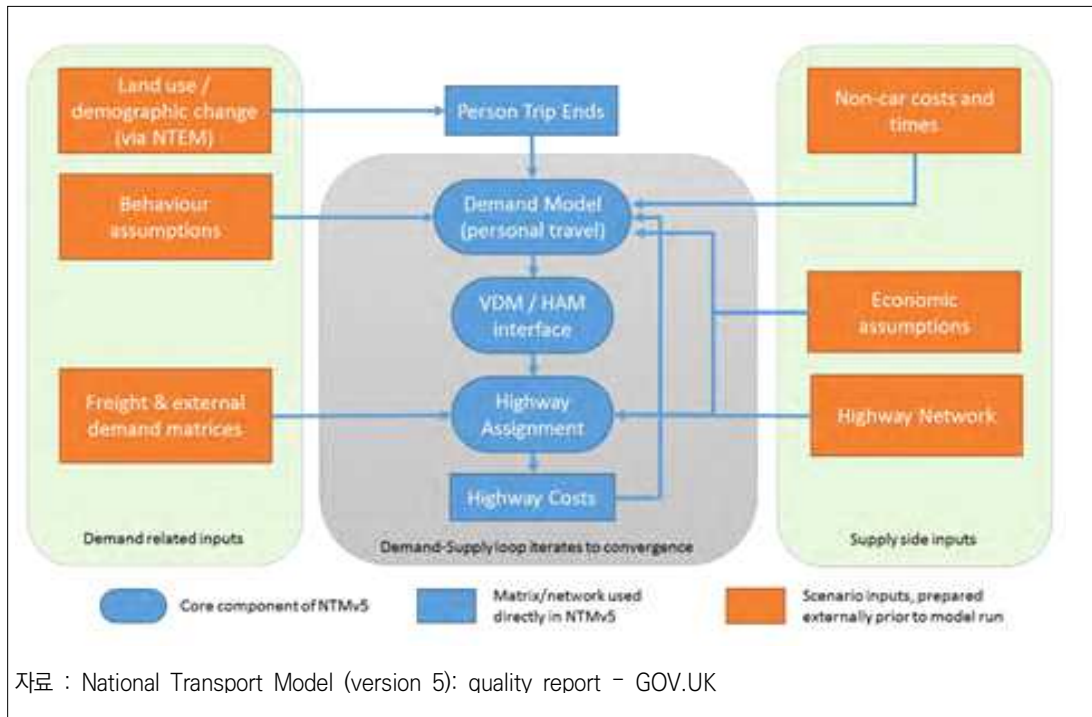 Land use /
demographic change
(via NTEM)
Person Trip Ends
Non-car costs and
times
Behaviour
assumptions
Demand Model
(personal travel)
VDM / HAM
interface
Economic
assumptions
Freight & external
demand matrices
Highway
Assignment
Highway Network
Highway Costs
Demand related inputs
Demand-Supply loop iterates to convergence
Supply side inputs
Core component of NTMv5
Matrix/network used
directly in NTMv5
Scenario inputs, prepared
externally prior to model run
자료 : National Transport Model (version 5): quality report - GOV.UK